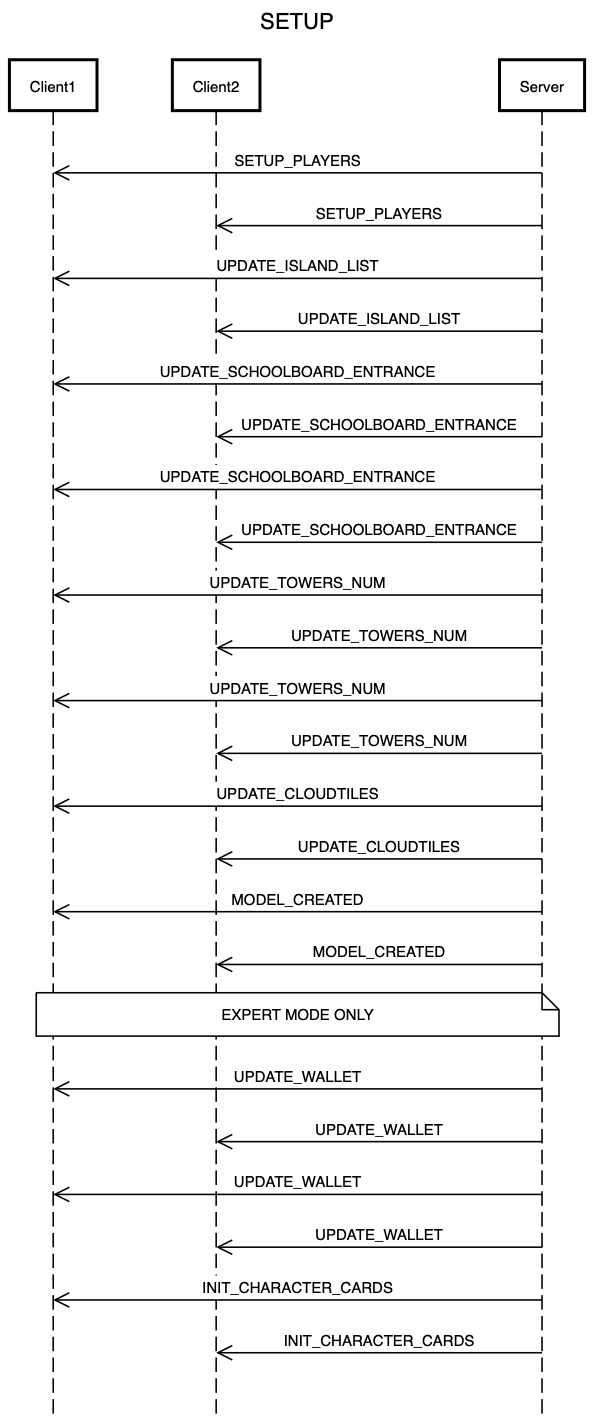 SETUP
Client1
Client2
Server
SETUP_PLAYERS
SETUP_PLAYERS
UPDATE_ISLAND_LIST
UPDATE_ISLAND_LIST
UPDATE_SCHOOLBOARD_ENTRANCE
UPDATE_SCHOOLBOARD_ENTRANCE
UPDATE_SCHOOLBOARD_ENTRANCE
UPDATE_SCHOOLBOARD_ENTRANCE
UPDATE_TOWERS_NUM
UPDATE_TOWERS_NUM
UPDATE_TOWERS_NUM
UPDATE_TOWERS_NUM
UPDATE_CLOUDTILES
UPDATE_CLOUDTILES
MODEL_CREATED
MODEL_CREATED
EXPERT MODE ONLY
UPDATE_WALLET
UPDATE_WALLET
UPDATE_WALLET
UPDATE_WALLET
INIT_CHARACTER_CARDS
INIT_CHARACTER_CARDS